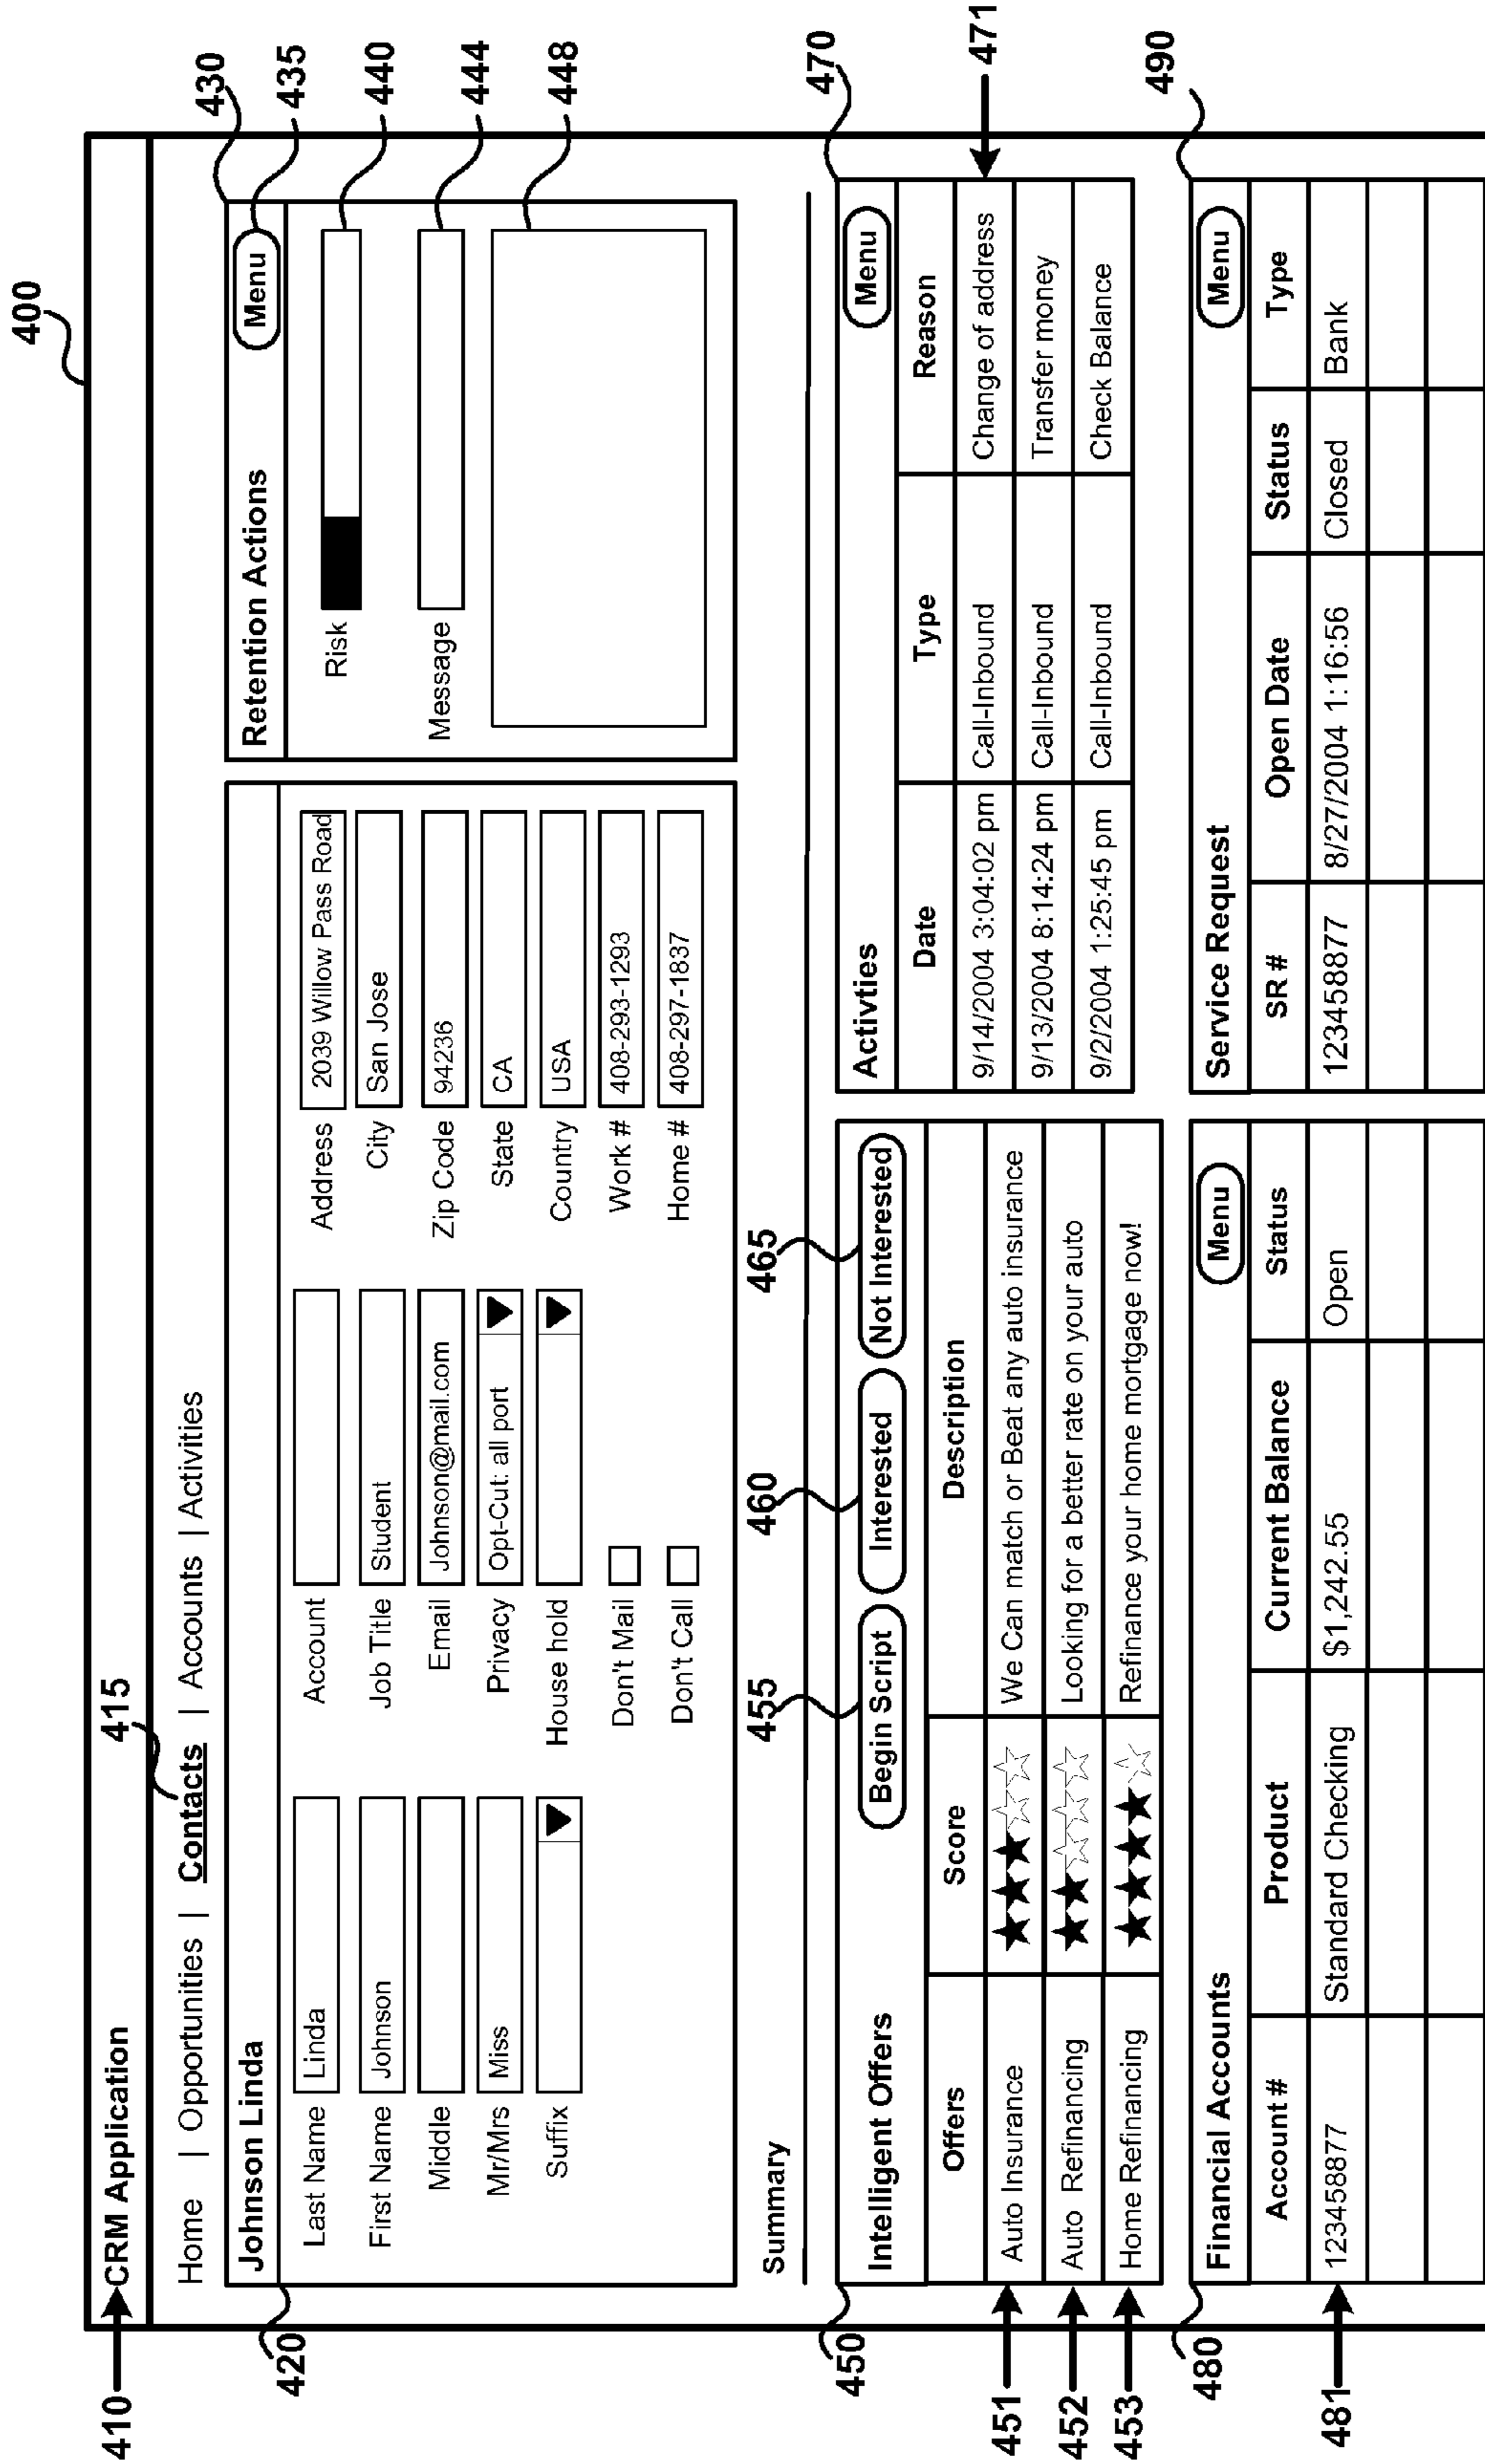 400
410
CRM Application
415
Home | Opportunities | Contacts | Accounts | Activities
420
Johnson Linda
Last Name Linda
First Name Johnson
Middle
Mr/Mrs Miss
Suffix
Account
Job Title Student
Email Johnson@mail.com
Privacy Opt-Cut: all port
House hold
Don't Mail
Don't Call
Address 2039 Willow Pass Road
City San Jose
Zip Code 94236
State CA
Country USA
Work # 408-293-1293
Home # 408-297-1837
430
Retention Actions Menu
435
Risk
440
Message
444
448
Summary
455 460 465
450
Intelligent Offers Begin Script Interested Not Interested
Offers Score Description
451 Auto Insurance We Can match or Beat any auto insurance
452 Auto Refinancing Looking for a better rate on your auto
453 Home Refinancing Refinance your home mortgage now!
470
Activties Menu
Date Type Reason
9/14/2004 3:04:02 pm Call-Inbound Change of address
471
9/13/2004 8:14:24 pm Call-Inbound Transfer money
9/2/2004 1:25:45 pm Call-Inbound Check Balance
480
Financial Accounts Menu
Account # Product Current Balance Status
481 123458877 Standard Checking $1,242.55 Open
490
Service Request Menu
SR # Open Date Status Type
123458877 8/27/2004 1:16:56 Closed Bank